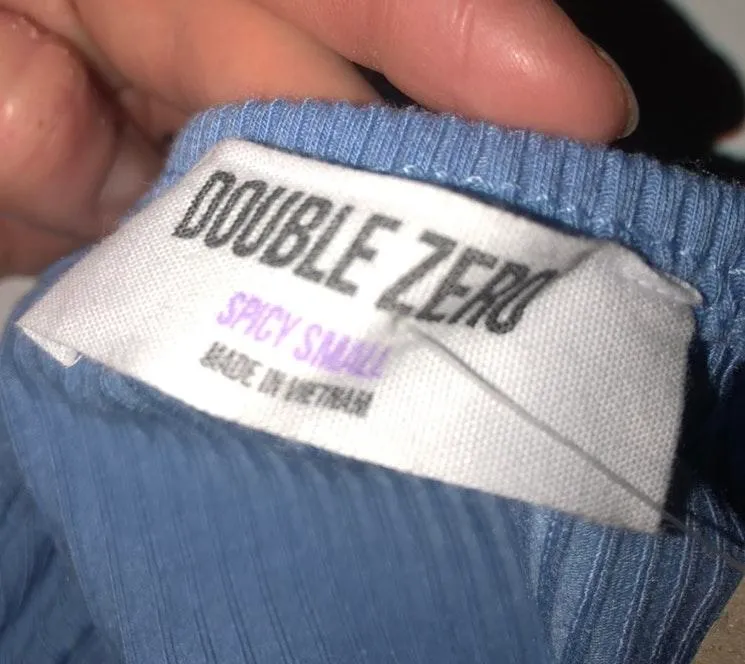 DOUBLE ZERO
SPICY SMALL
MADE IN VIETNAM